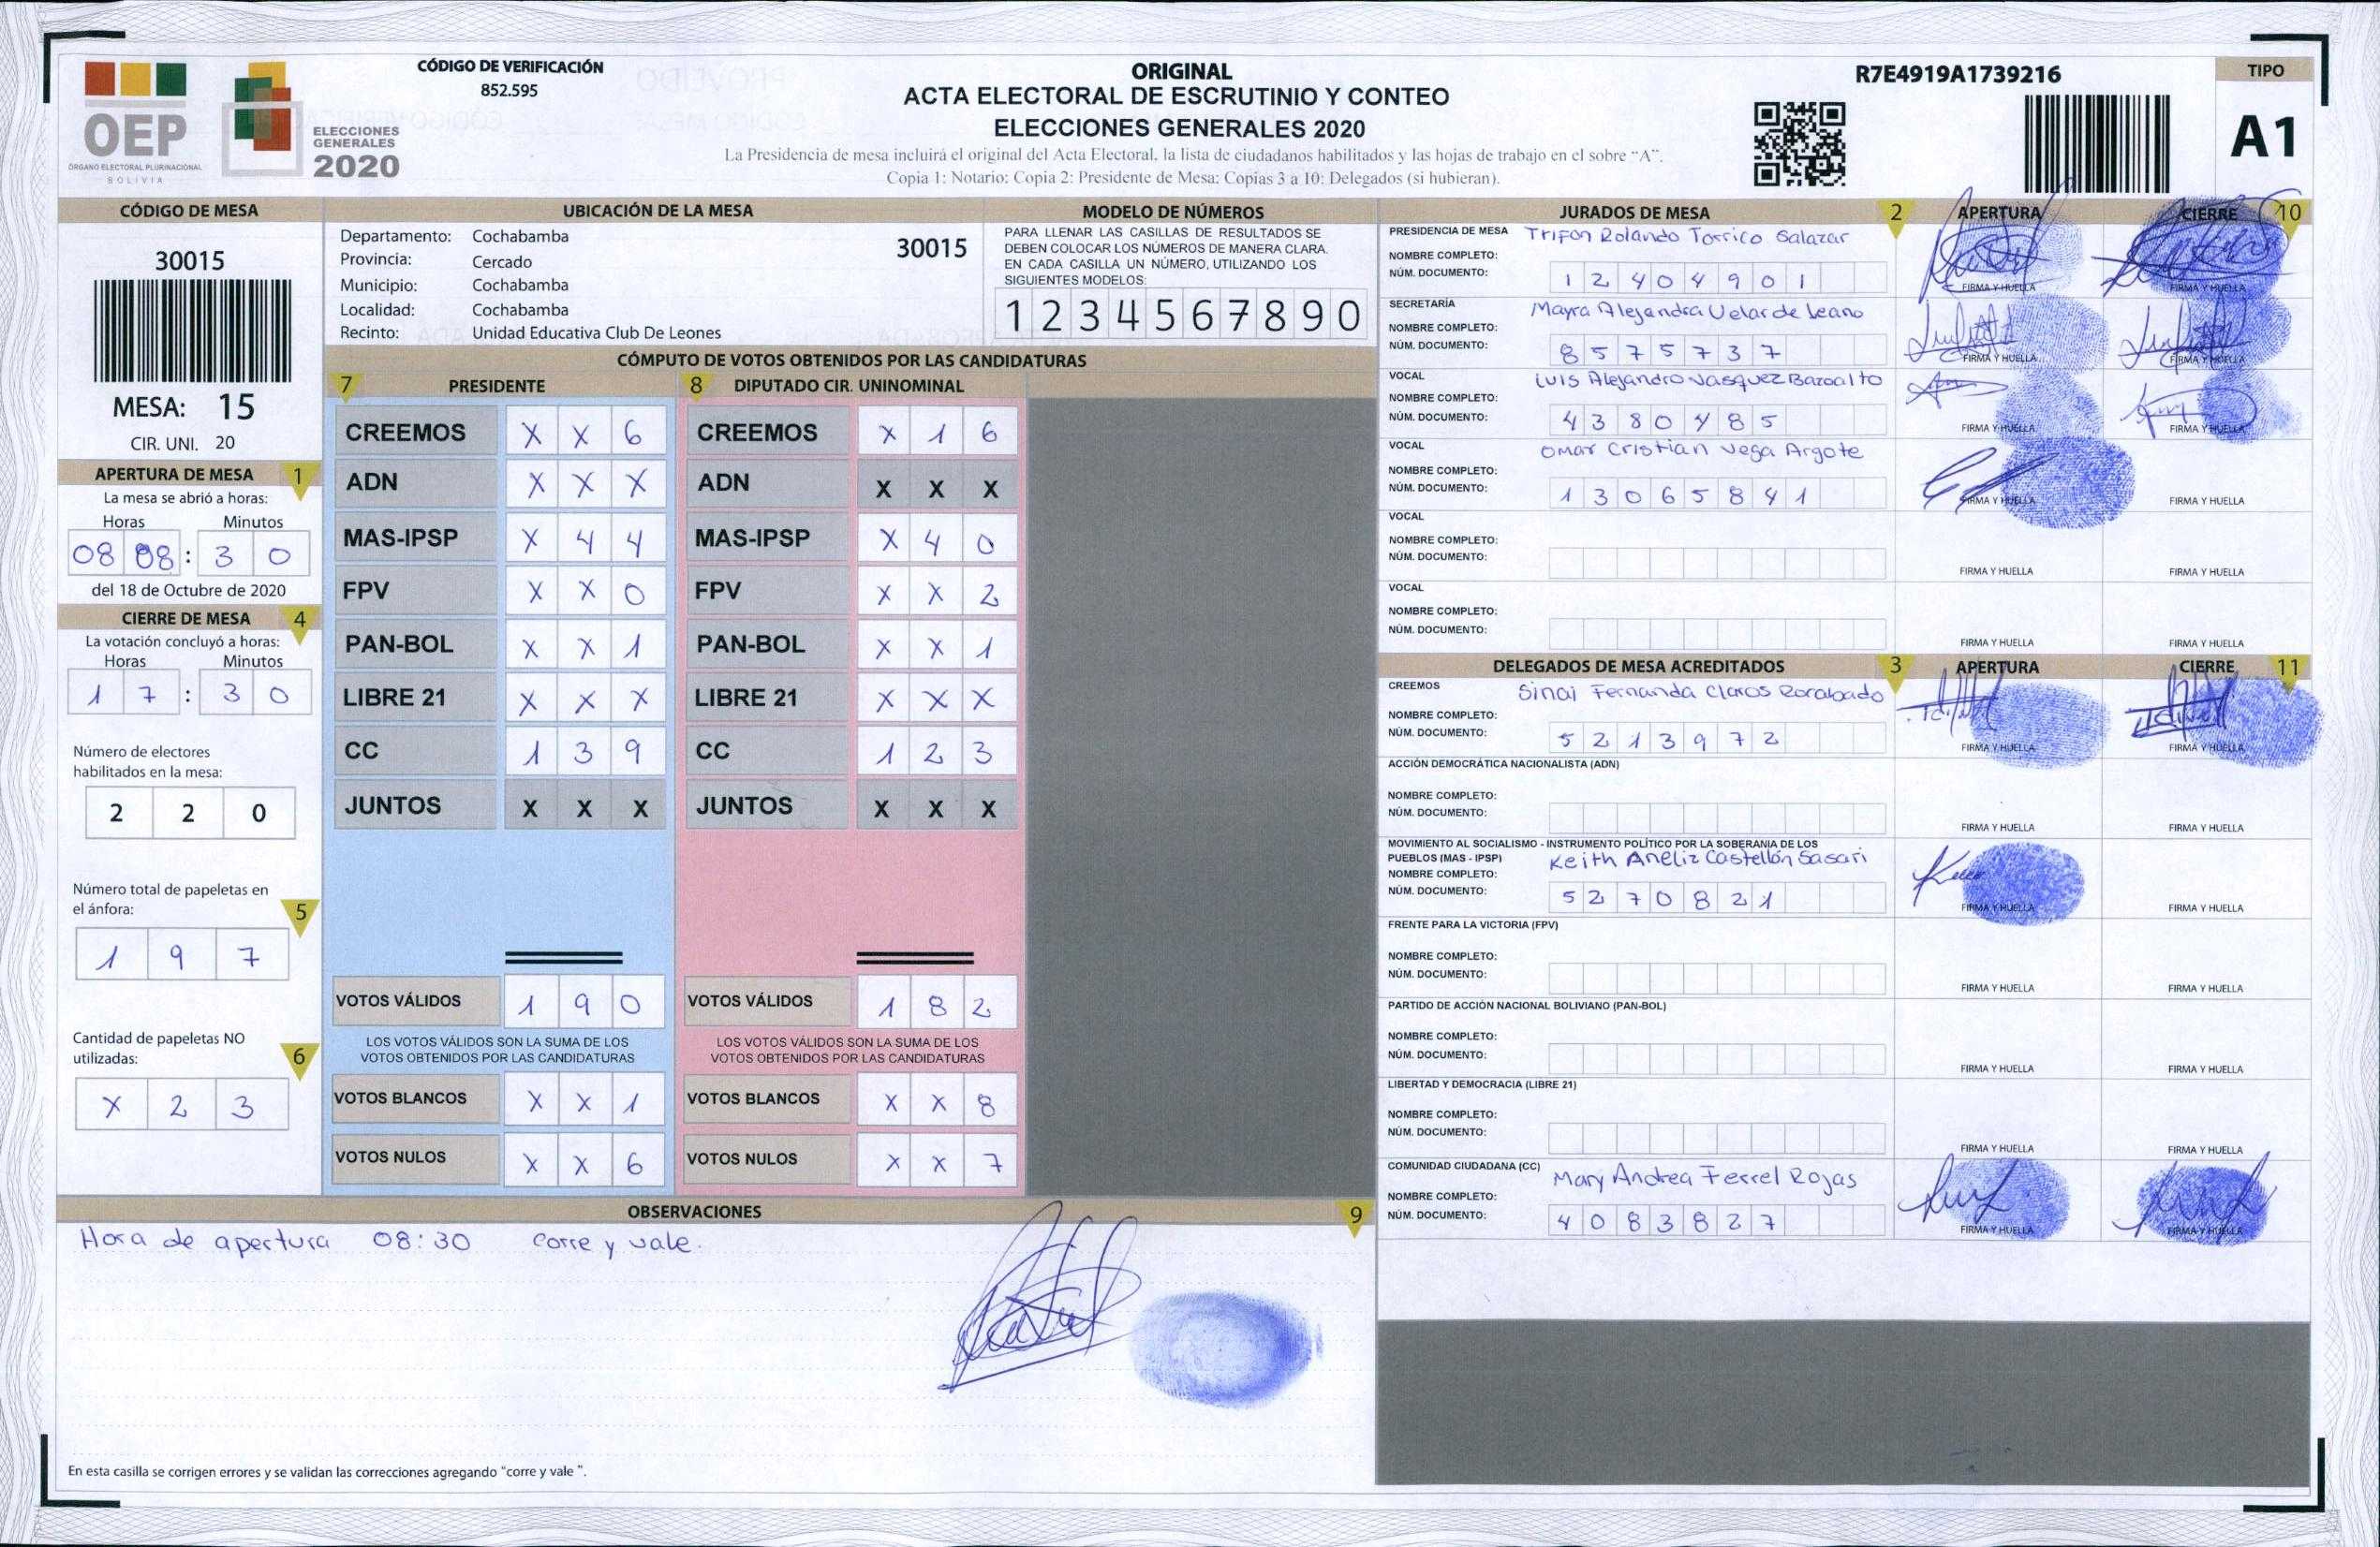 CÓDIGO DE VERIFICACIÓN
852.595
OEP
ÓRGANO ELECTORAL PLURINACIONAL
BOLIVIA
ELECCIONES
GENERALES
2020
ORIGINAL
ACTA ELECTORAL DE ESCRUTINIO Y CONTEO
ELECCIONES GENERALES 2020
La Presidencia de mesa incluirá el original del Acta Electoral, la lista de ciudadanos habilitados y las hojas de trabajo en el sobre "A".
Copia 1: Notario; Copia 2: Presidente de Mesa; Copias 3 a 10: Delegados (si hubieran).
R7E4919A1739216
TIPO
A1
CÓDIGO DE MESA
30015
MESA: 15
CIR. UNI. 20
APERTURA DE MESA 1
La mesa se abrió a horas:
Horas Minutos
08 08 : 3 0
del 18 de Octubre de 2020
CIERRE DE MESA 4
La votación concluyó a horas:
Horas Minutos
1 7 : 3 0
Número de electores
habilitados en la mesa:
2 2 0
Número total de papeletas en
el ánfora: 5
1 9 7
Cantidad de papeletas NO
utilizadas: 6
X 2 3
UBICACIÓN DE LA MESA
Departamento: Cochabamba 30015
Provincia: Cercado
Municipio: Cochabamba
Localidad: Cochabamba
Recinto: Unidad Educativa Club De Leones
MODELO DE NÚMEROS
PARA LLENAR LAS CASILLAS DE RESULTADOS SE
DEBEN COLOCAR LOS NÚMEROS DE MANERA CLARA.
EN CADA CASILLA UN NÚMERO, UTILIZANDO LOS
SIGUIENTES MODELOS:
1 2 3 4 5 6 7 8 9 0
CÓMPUTO DE VOTOS OBTENIDOS POR LAS CANDIDATURAS
7 PRESIDENTE
CREEMOS X X 6
ADN X X X
MAS-IPSP X 4 4
FPV X X 0
PAN-BOL X X 1
LIBRE 21 X X X
CC 1 3 9
JUNTOS X X X
VOTOS VÁLIDOS 1 9 0
LOS VOTOS VÁLIDOS SON LA SUMA DE LOS
VOTOS OBTENIDOS POR LAS CANDIDATURAS
VOTOS BLANCOS X X 1
VOTOS NULOS X X 6
8 DIPUTADO CIR. UNINOMINAL
CREEMOS X 1 6
ADN X X X
MAS-IPSP X 4 0
FPV X X 2
PAN-BOL X X 1
LIBRE 21 X X X
CC 1 2 3
JUNTOS X X X
VOTOS VÁLIDOS 1 8 2
LOS VOTOS VÁLIDOS SON LA SUMA DE LOS
VOTOS OBTENIDOS POR LAS CANDIDATURAS
VOTOS BLANCOS X X 8
VOTOS NULOS X X 7
OBSERVACIONES 9
Hora de apertura 08:30 corre y vale.
En esta casilla se corrigen errores y se validan las correcciones agregando "corre y vale ".
JURADOS DE MESA 2 APERTURA CIERRE 10
PRESIDENCIA DE MESA Trifon Rolando Torrico Salazar
NOMBRE COMPLETO:
NÚM. DOCUMENTO: 1 2 4 0 4 9 0 1
FIRMA Y HUELLA FIRMA Y HUELLA
SECRETARÍA Mayra Alejandra Velarde Leano
NOMBRE COMPLETO:
NÚM. DOCUMENTO: 8 5 7 5 7 3 7
FIRMA Y HUELLA FIRMA Y HUELLA
VOCAL Luis Alejandro Vasquez Bazoalto
NOMBRE COMPLETO:
NÚM. DOCUMENTO: 4 3 8 0 4 8 5
FIRMA Y HUELLA FIRMA Y HUELLA
VOCAL Omar Cristian Vega Argote
NOMBRE COMPLETO:
NÚM. DOCUMENTO: 1 3 0 6 5 8 4 1
FIRMA Y HUELLA FIRMA Y HUELLA
VOCAL
NOMBRE COMPLETO:
NÚM. DOCUMENTO:
FIRMA Y HUELLA FIRMA Y HUELLA
VOCAL
NOMBRE COMPLETO:
NÚM. DOCUMENTO:
FIRMA Y HUELLA FIRMA Y HUELLA
DELEGADOS DE MESA ACREDITADOS 3 APERTURA CIERRE 11
CREEMOS Sinai Fernanda Claros
NOMBRE COMPLETO:
NÚM. DOCUMENTO: 5 2 1 3 9 7 2
FIRMA Y HUELLA FIRMA Y HUELLA
ACCIÓN DEMOCRÁTICA NACIONALISTA (ADN)
NOMBRE COMPLETO:
NÚM. DOCUMENTO:
FIRMA Y HUELLA FIRMA Y HUELLA
MOVIMIENTO AL SOCIALISMO - INSTRUMENTO POLÍTICO POR LA SOBERANIA DE LOS
PUEBLOS (MAS - IPSP) Keith Aneliz Castellón Sasari
NOMBRE COMPLETO:
NÚM. DOCUMENTO: 5 2 7 0 8 2 1
FIRMA Y HUELLA FIRMA Y HUELLA
FRENTE PARA LA VICTORIA (FPV)
NOMBRE COMPLETO:
NÚM. DOCUMENTO:
FIRMA Y HUELLA FIRMA Y HUELLA
PARTIDO DE ACCIÓN NACIONAL BOLIVIANO (PAN-BOL)
NOMBRE COMPLETO:
NÚM. DOCUMENTO:
FIRMA Y HUELLA FIRMA Y HUELLA
LIBERTAD Y DEMOCRACIA (LIBRE 21)
NOMBRE COMPLETO:
NÚM. DOCUMENTO:
FIRMA Y HUELLA FIRMA Y HUELLA
COMUNIDAD CIUDADANA (CC) Mary Andrea Ferrel Rojas
NOMBRE COMPLETO:
NÚM. DOCUMENTO: 4 0 8 3 8 2 7
FIRMA Y HUELLA FIRMA Y HUELLA